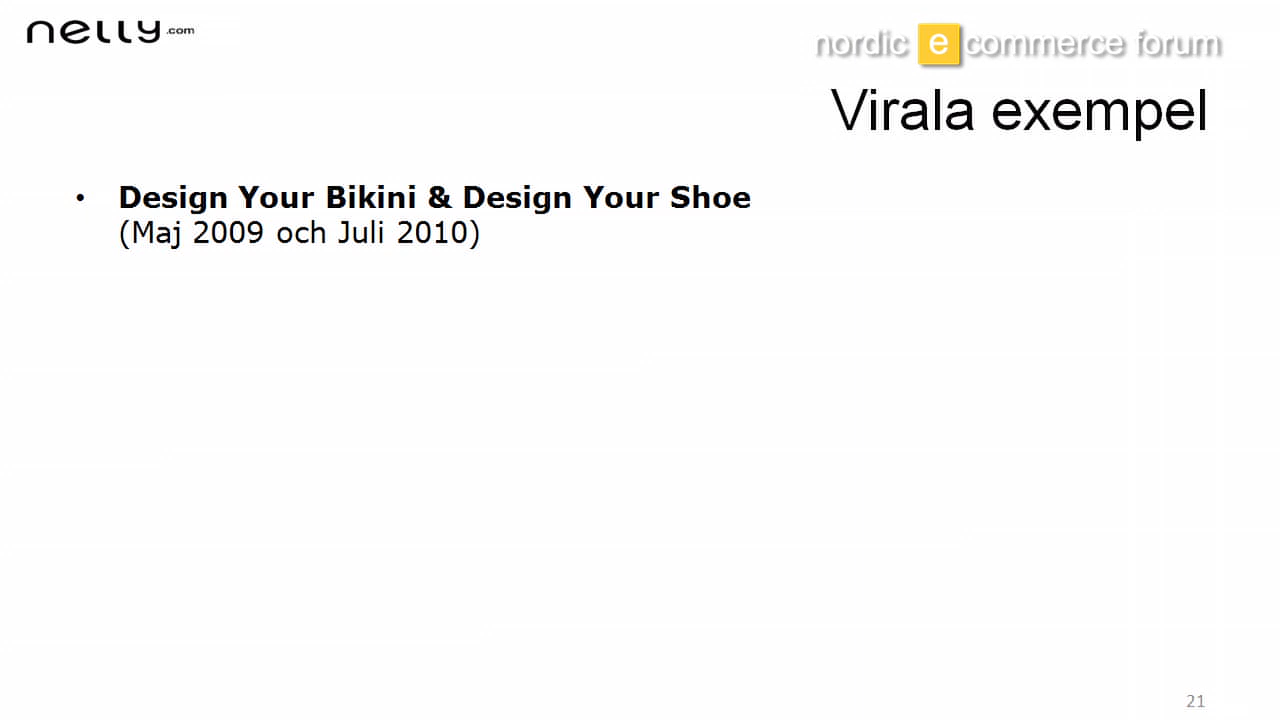 nelly.com
nordic e commerce forum
Virala exempel
• Design Your Bikini & Design Your Shoe
(Maj 2009 och Juli 2010)
21